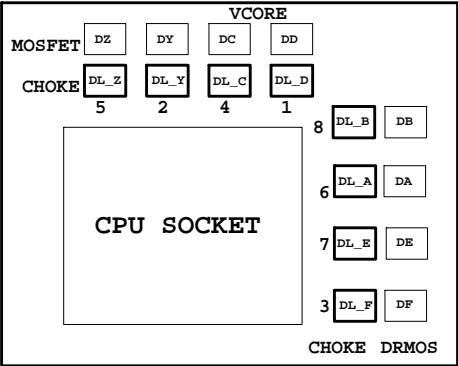 VCORE
MOSFET DZ DY DC DD
CHOKE DL_Z DL_Y DL_C DL_D
5 2 4 1
8 DL_B DB
6 DL_A DA
CPU SOCKET
7 DL_E DE
3 DL_F DF
CHOKE DRMOS